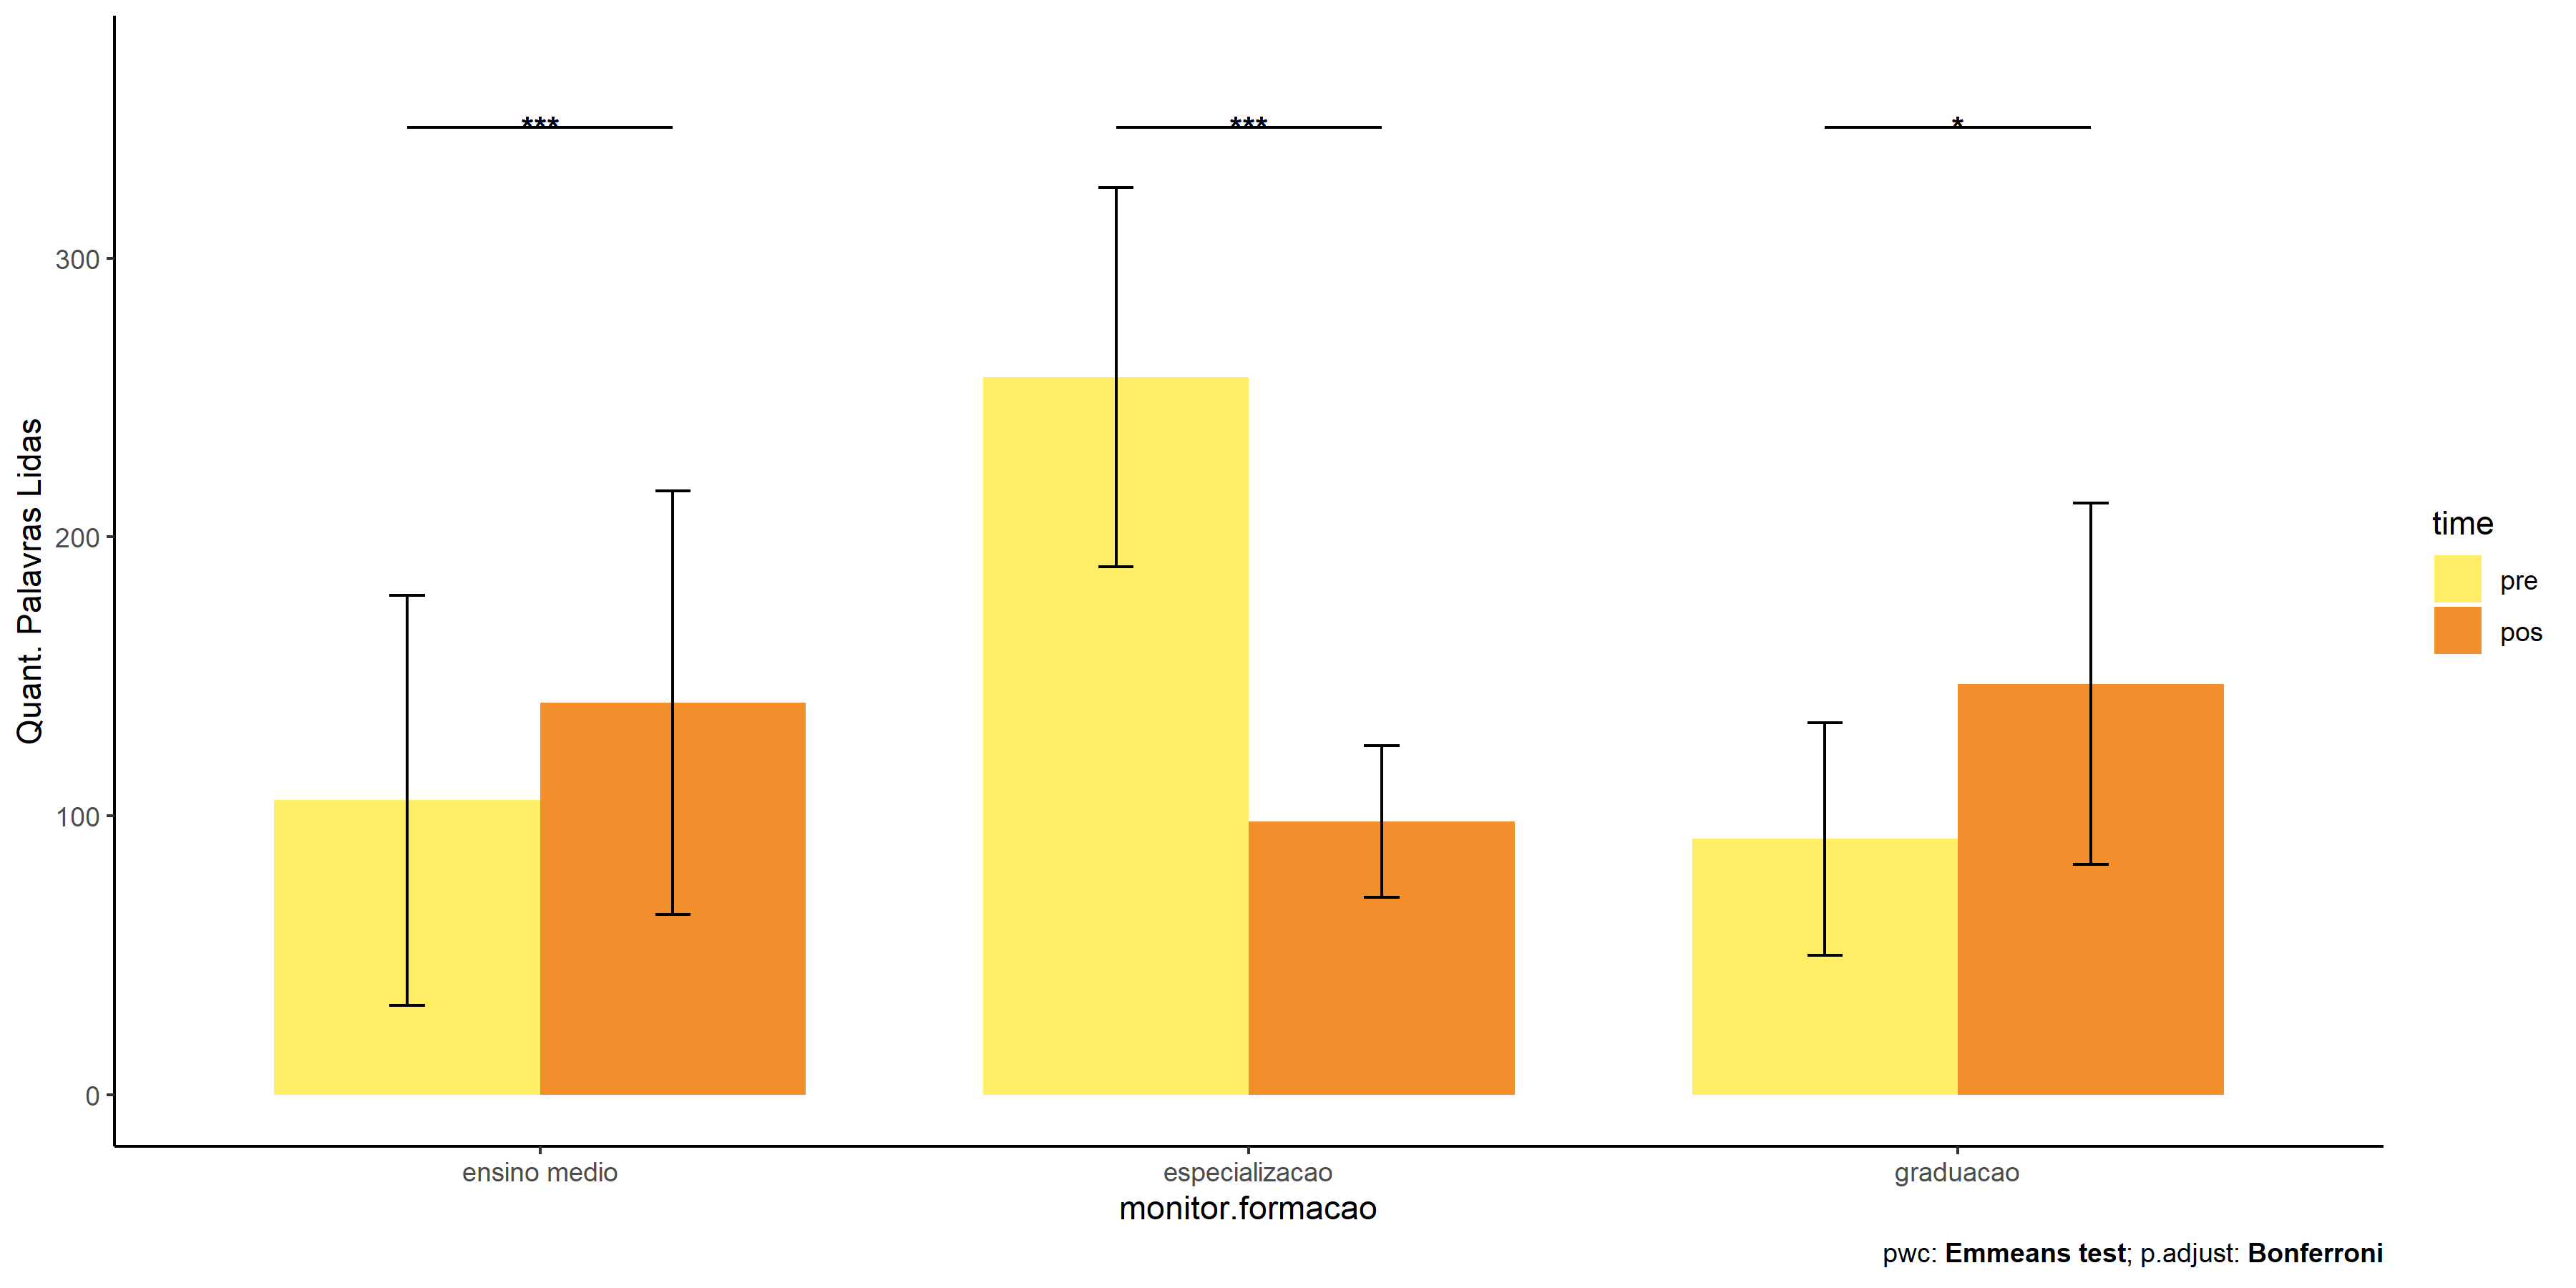 *** *** *
300
200
100
0
Quant. Palavras Lidas
ensino medio especializacao graduacao
monitor.formacao
time
pre
pos
pwc: Emmeans test; p.adjust: Bonferroni